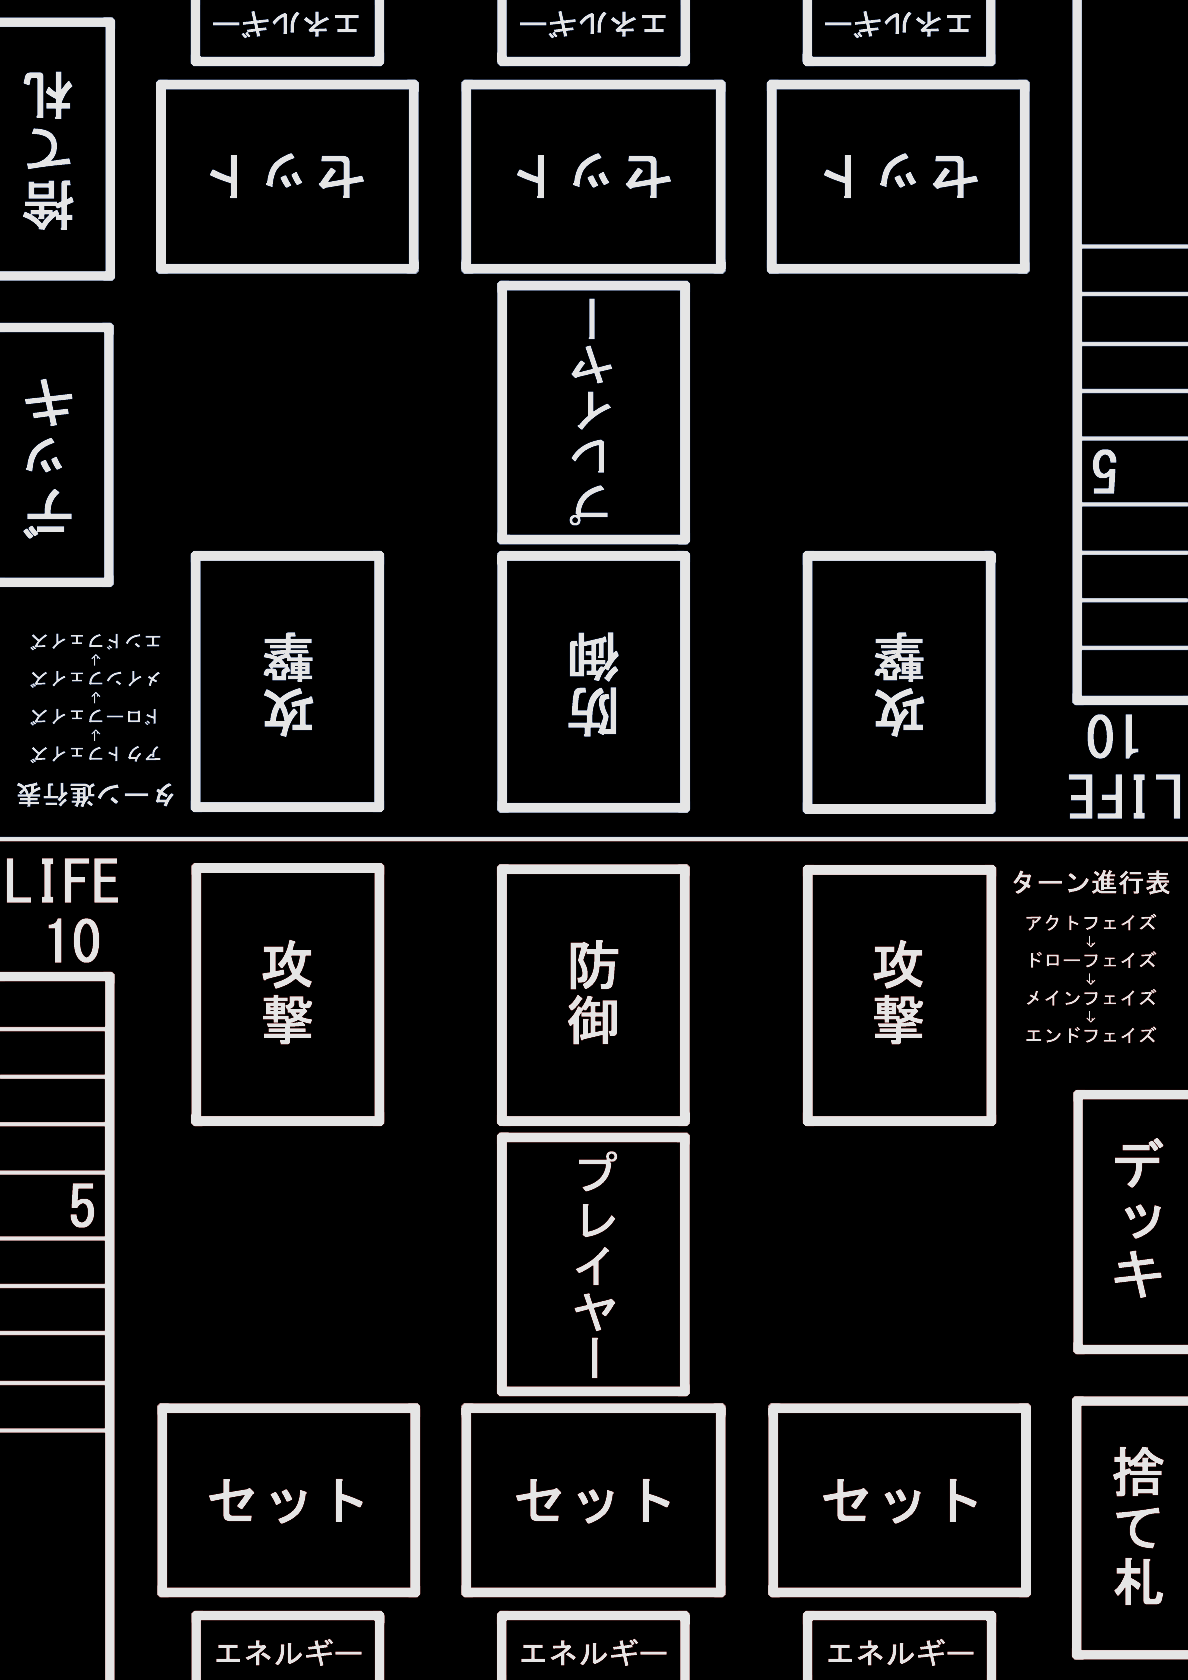 エネルギー
エネルギー
エネルギー
捨て札
セット
セット
セット
プレイヤー
デッキ
5
攻撃
防御
攻撃
エンドフェイズ
↓
メインフェイズ
↓
ドローフェイズ
↓
アクトフェイズ
ターン進行表
10
LIFE
LIFE
10
攻撃
防御
攻撃
ターン進行表
アクトフェイズ
↓
ドローフェイズ
↓
メインフェイズ
↓
エンドフェイズ
5
プレイヤー
デッキ
セット
セット
セット
捨て札
エネルギー
エネルギー
エネルギー